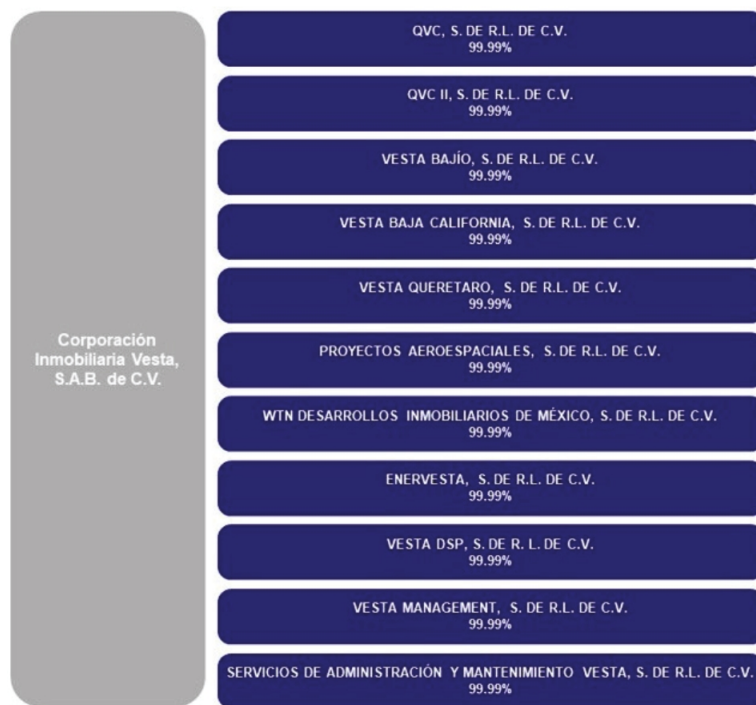 Corporación
Inmobiliaria Vesta,
S.A.B. de C.V.
QVC, S. DE R.L. DE C.V.
99.99%
QVC II, S. DE R.L. DE C.V.
99.99%
VESTA BAJÍO, S. DE R.L. DE C.V.
99.99%
VESTA BAJA CALIFORNIA, S. DE R.L. DE C.V.
99.99%
VESTA QUERETARO, S. DE R.L. DE C.V.
99.99%
PROYECTOS AEROESPACIALES, S. DE R.L. DE C.V.
99.99%
WTN DESARROLLOS INMOBILIARIOS DE MÉXICO, S. DE R.L. DE C.V.
99.99%
ENERVESTA, S. DE R.L. DE C.V.
99.99%
VESTA DSP, S. DE R. L. DE C.V.
99.99%
VESTA MANAGEMENT, S. DE R.L. DE C.V.
99.99%
SERVICIOS DE ADMINISTRACIÓN Y MANTENIMIENTO VESTA, S. DE R.L. DE C.V.
99.99%